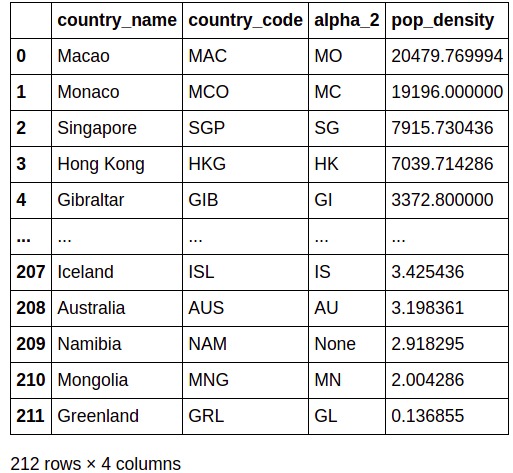 country_name country_code alpha_2 pop_density
0 Macao MAC MO 20479.769994
1 Monaco MCO MC 19196.000000
2 Singapore SGP SG 7915.730436
3 Hong Kong HKG HK 7039.714286
4 Gibraltar GIB GI 3372.800000
... ... ... ... ...
207 Iceland ISL IS 3.425436
208 Australia AUS AU 3.198361
209 Namibia NAM None 2.918295
210 Mongolia MNG MN 2.004286
211 Greenland GRL GL 0.136855
212 rows × 4 columns